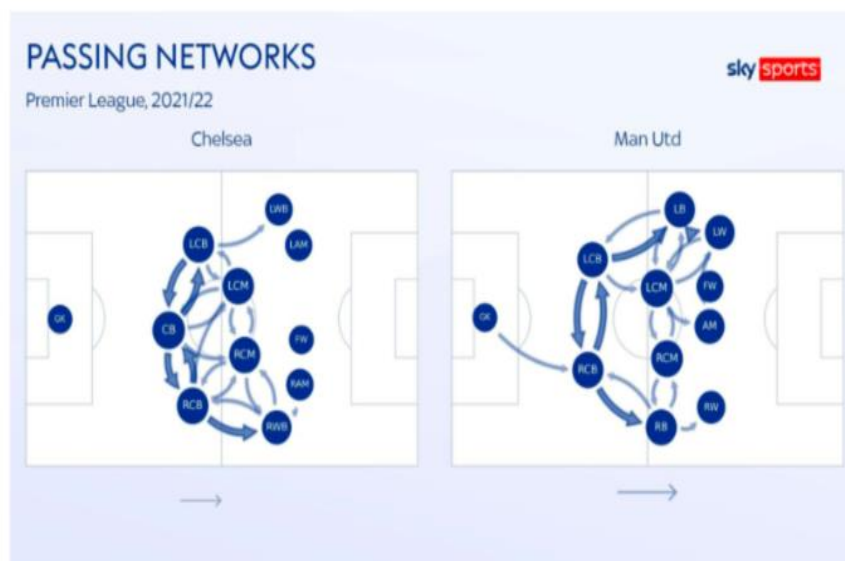 PASSING NETWORKS
sky sports
Premier League, 2021/22
Chelsea
Man Utd
LWB
LCB
LAM
LCM
GK
CB
FW
RCM
RAM
RCB
RWB
LB
LW
LCB
LCM
FW
GK
AM
RCM
RCB
RW
RB